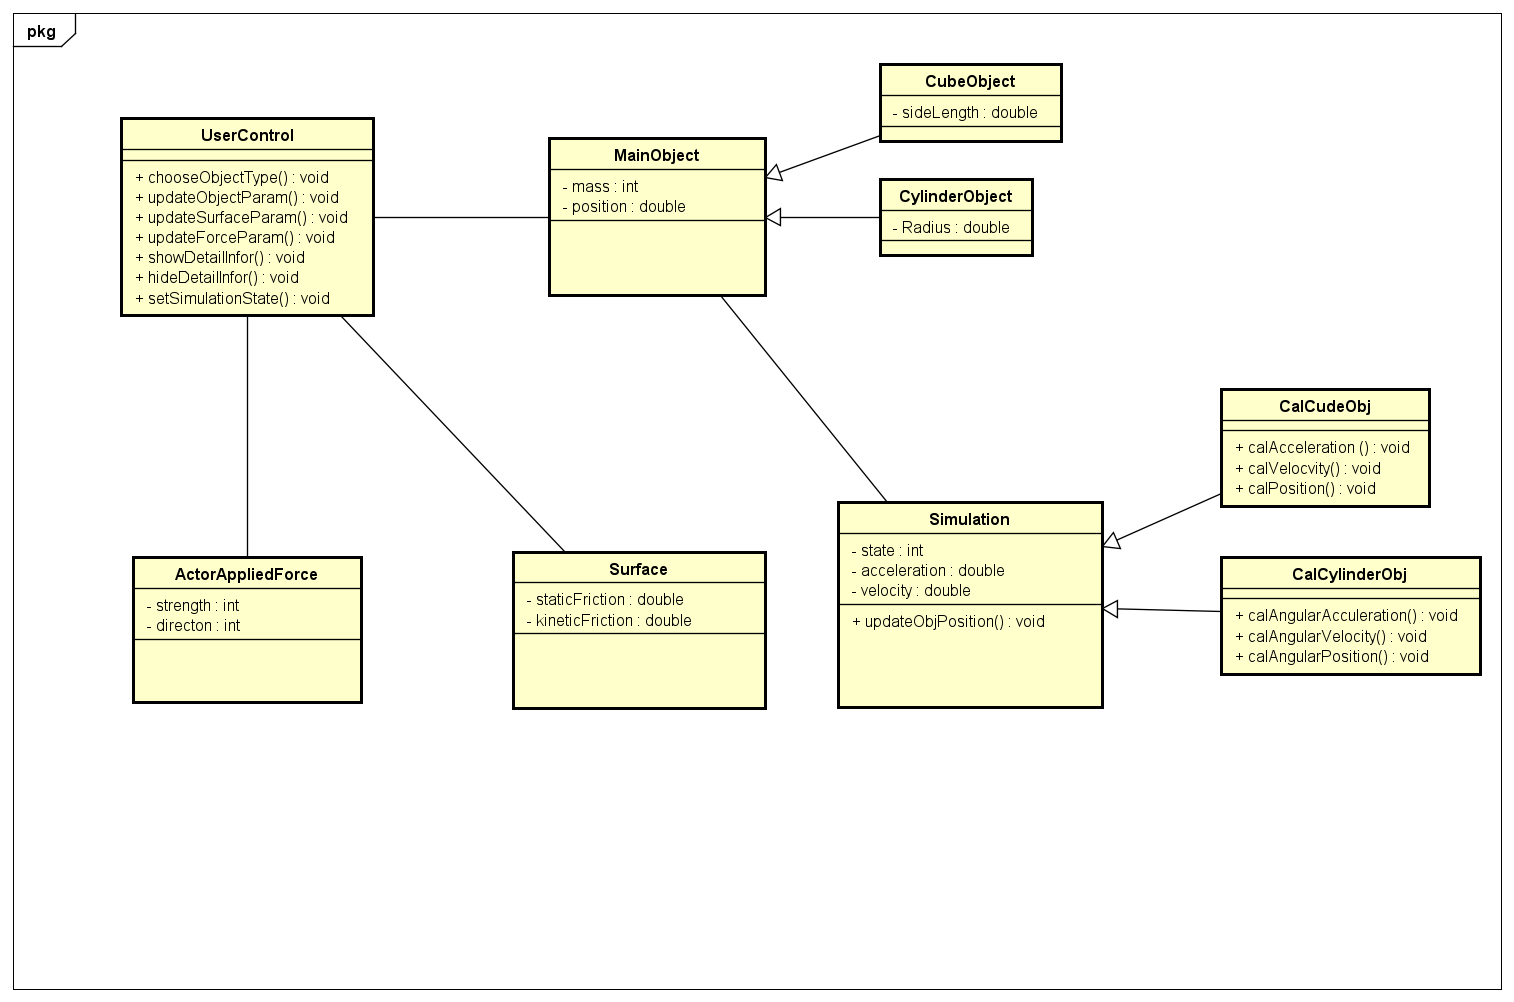 pkg
UserControl
+ chooseObjectType() : void
+ updateObjectParam() : void
+ updateSurfaceParam() : void
+ updateForceParam() : void
+ showDetailInfor() : void
+ hideDetailInfor() : void
+ setSimulationState() : void
MainObject
- mass : int
- position : double
CubeObject
- sideLength : double
CylinderObject
- Radius : double
ActorAppliedForce
- strength : int
- directon : int
Surface
- staticFriction : double
- kineticFriction : double
Simulation
- state : int
- acceleration : double
- velocity : double
+ updateObjPosition() : void
CalCudeObj
+ calAcceleration () : void
+ calVelocvity() : void
+ calPosition() : void
CalCylinderObj
+ calAngularAcculeration() : void
+ calAngularVelocity() : void
+ calAngularPosition() : void